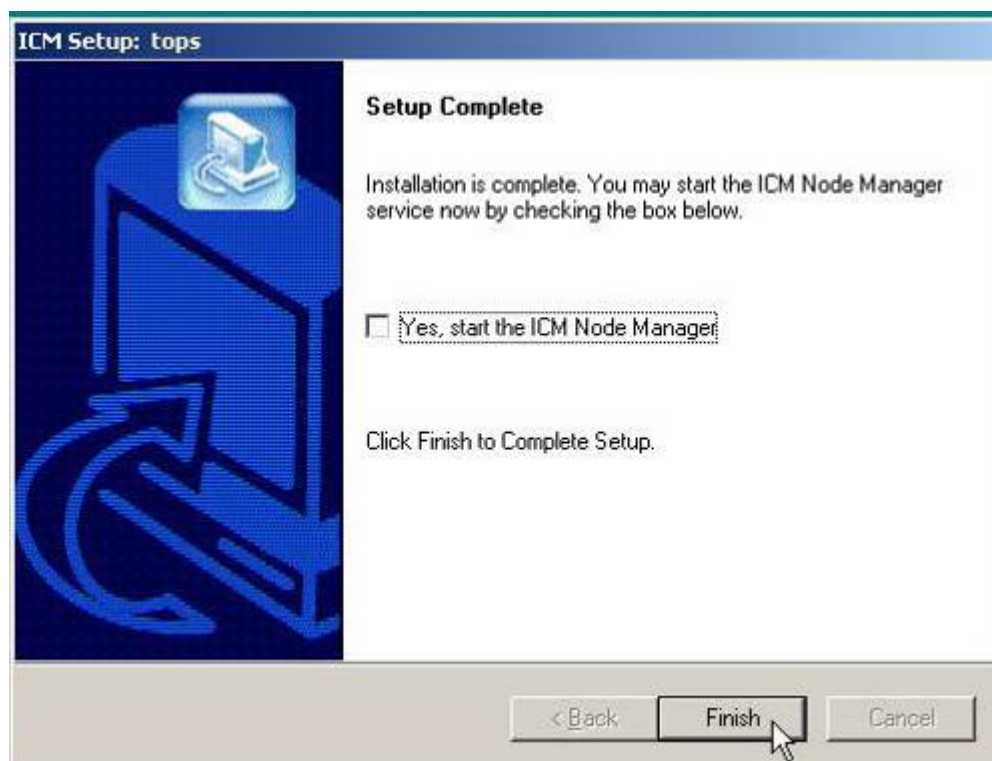 ICM Setup: tops
Setup Complete
Installation is complete. You may start the ICM Node Manager
service now by checking the box below.
Yes, start the ICM Node Manager
Click Finish to Complete Setup.
< Back
Finish
Cancel